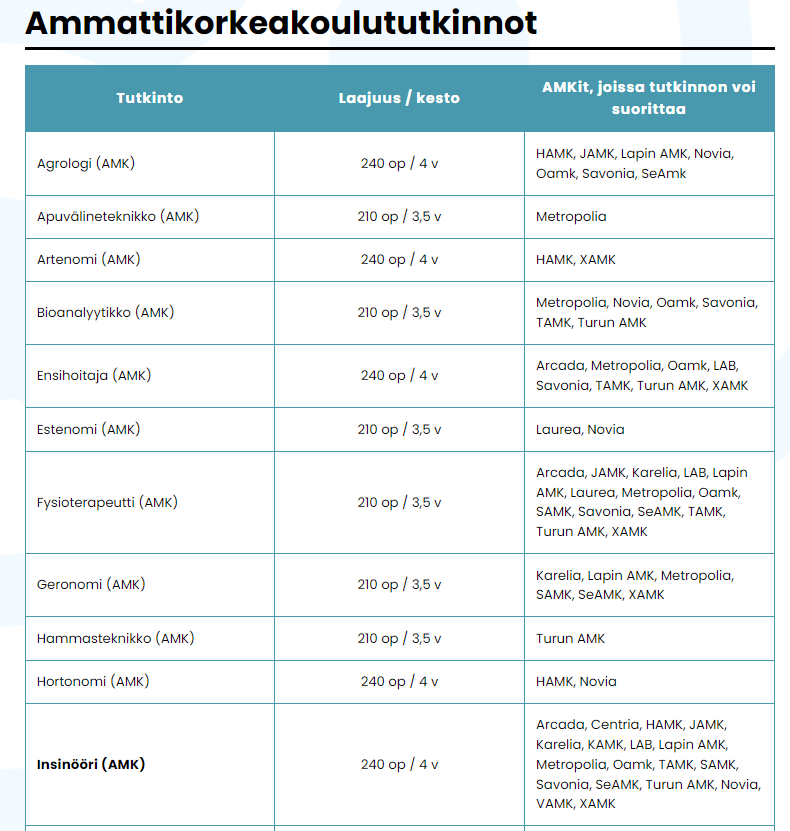 Ammattikorkeakoulututkinnot
Tutkinto
Laajuus / kesto
AMKit, joissa tutkinnon voi
suorittaa
Agrologi (AMK)
240 op / 4 v
HAMK, JAMK, Lapin AMK, Novia,
Oamk, Savonia, SeAmk
Apuvälineteknikko (AMK)
210 op / 3,5 v
Metropolia
Artenomi (AMK)
240 op / 4 v
HAMK, XAMK
Bioanalyytikko (AMK)
210 op / 3,5 v
Metropolia, Novia, Oamk, Savonia,
TAMK, Turun AMK
Ensihoitaja (AMK)
240 op / 4 v
Arcada, Metropolia, Oamk, LAB,
Savonia, TAMK, Turun AMK, XAMK
Estenomi (AMK)
210 op / 3,5 v
Laurea, Novia
Fysioterapeutti (AMK)
210 op / 3,5 v
Arcada, JAMK, Karelia, LAB, Lapin
AMK, Laurea, Metropolia, Oamk,
SAMK, Savonia, SeAMK, TAMK,
Turun AMK, XAMK
Geronomi (AMK)
210 op / 3,5 v
Karelia, Lapin AMK, Metropolia,
SAMK, SeAMK, XAMK
Hammasteknikko (AMK)
210 op / 3,5 v
Turun AMK
Hortonomi (AMK)
240 op / 4 v
HAMK, Novia
Insinööri (AMK)
240 op / 4 v
Arcada, Centria, HAMK, JAMK,
Karelia, KAMK, LAB, Lapin AMK,
Metropolia, Oamk, TAMK, SAMK,
Savonia, SeAMK, Turun AMK, Novia,
VAMK, XAMK